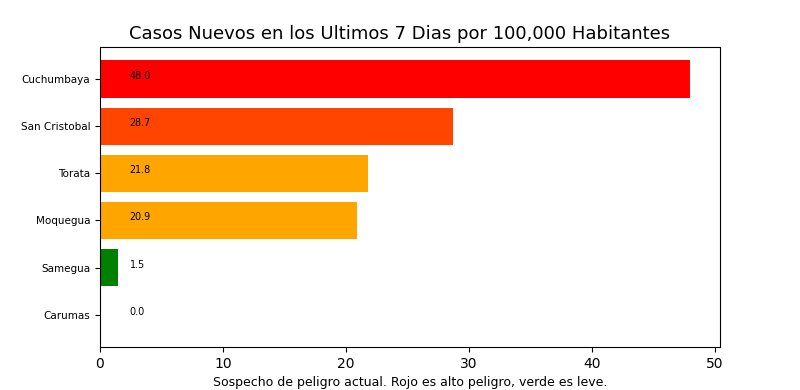 Casos Nuevos en los Ultimos 7 Dias por 100,000 Habitantes
Cuchumbaya 48.0
San Cristobal 28.7
Torata 21.8
Moquegua 20.9
Samegua 1.5
Carumas 0.0
0 10 20 30 40 50
Sospecho de peligro actual. Rojo es alto peligro, verde es leve.